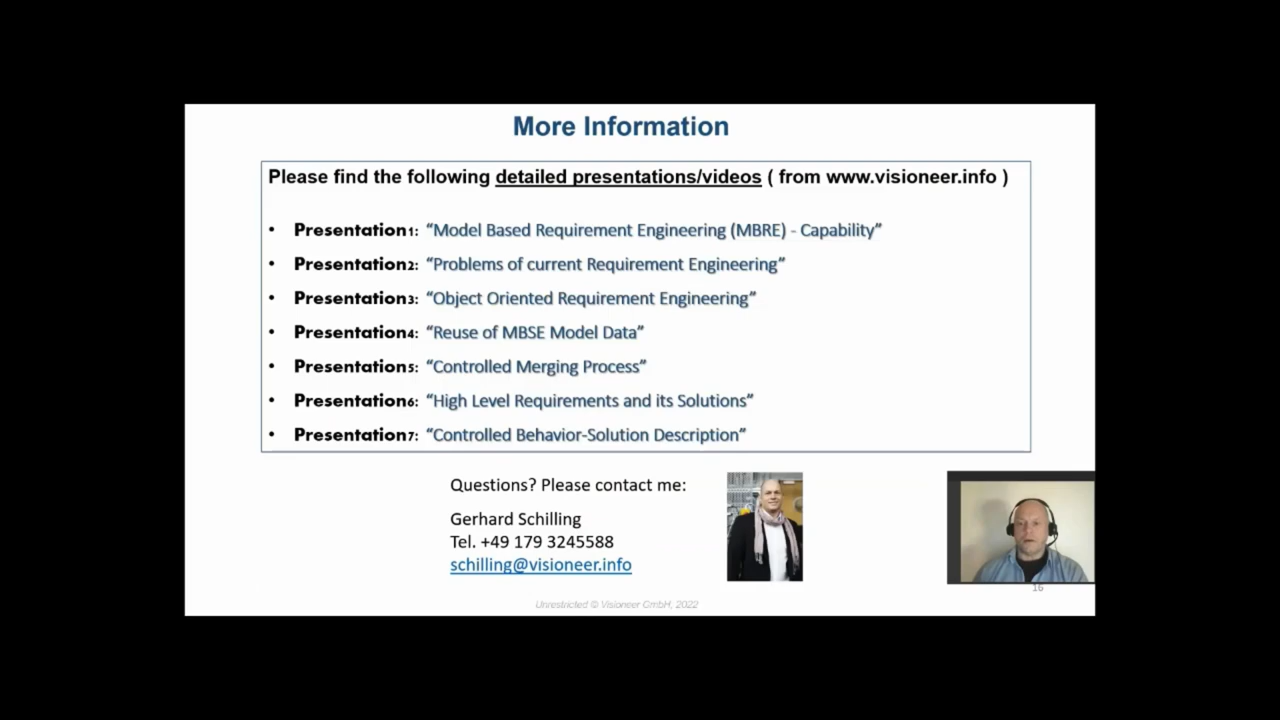 More Information
Please find the following detailed presentations/videos ( from www.visioneer.info )
• Presentation1: “Model Based Requirement Engineering (MBRE) - Capability”
• Presentation2: “Problems of current Requirement Engineering”
• Presentation3: “Object Oriented Requirement Engineering”
• Presentation4: “Reuse of MBSE Model Data”
• Presentation5: “Controlled Merging Process”
• Presentation6: “High Level Requirements and its Solutions”
• Presentation7: “Controlled Behavior-Solution Description”
Questions? Please contact me:
Gerhard Schilling
Tel. +49 179 3245588
schilling@visioneer.info
16
Unrestricted © Visioneer GmbH, 2022